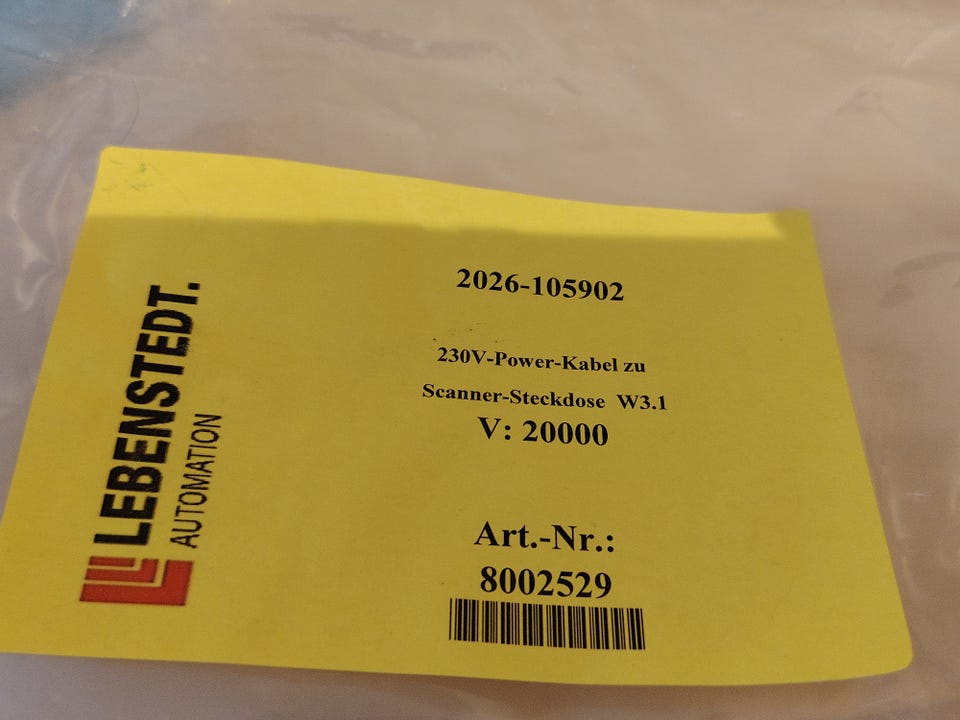 LEBENSTEDT.
AUTOMATION
2026-105902
230V-Power-Kabel zu
Scanner-Steckdose W3.1
V: 20000
Art.-Nr.:
8002529